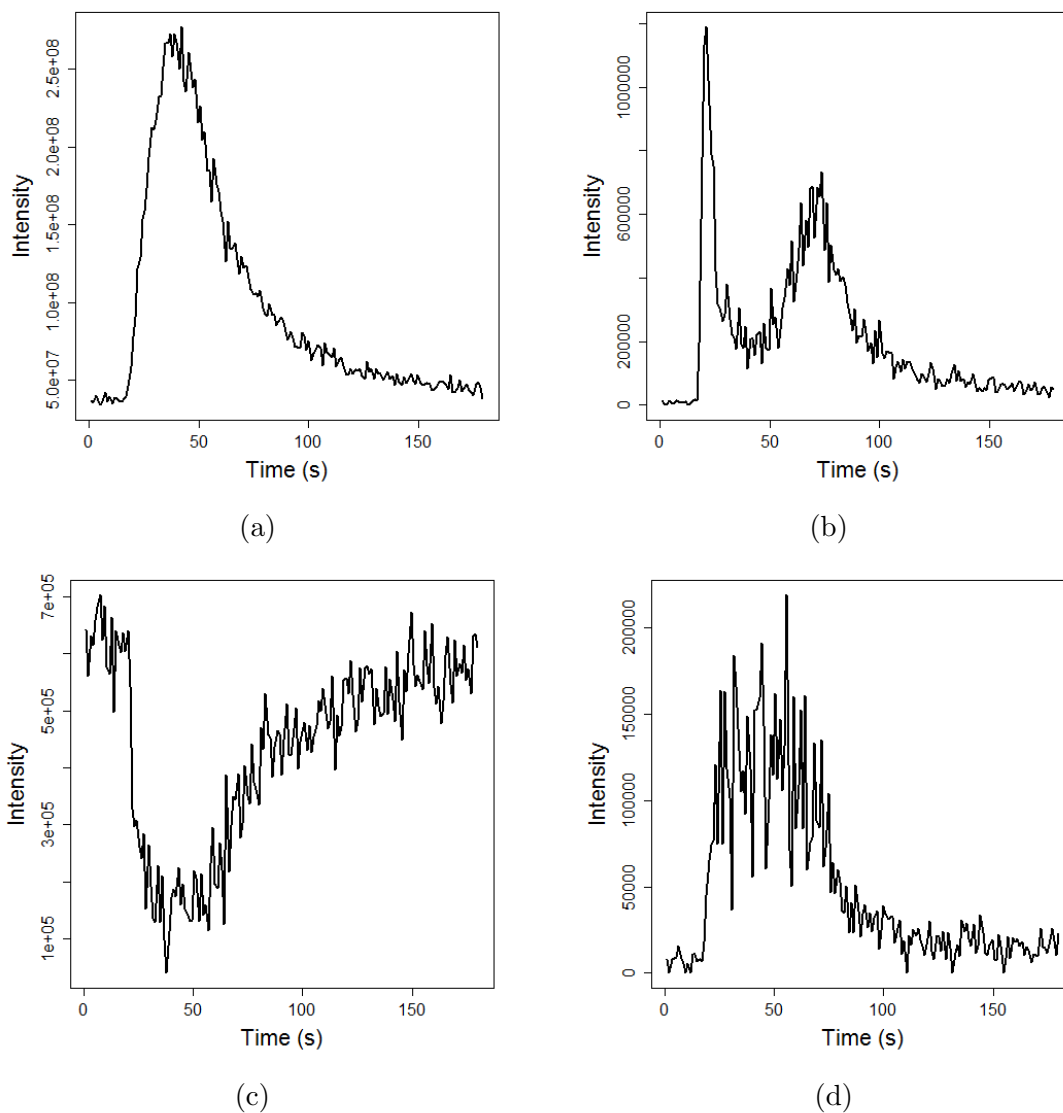 Intensity
2.5e+08
2.0e+08
1.5e+08
1.0e+08
5.0e+07
0 50 100 150
Time (s)
(a)
Intensity
1000000
600000
200000
0
0 50 100 150
Time (s)
(b)
Intensity
7e+05
5e+05
3e+05
1e+05
0 50 100 150
Time (s)
(c)
Intensity
200000
150000
100000
50000
0
0 50 100 150
Time (s)
(d)